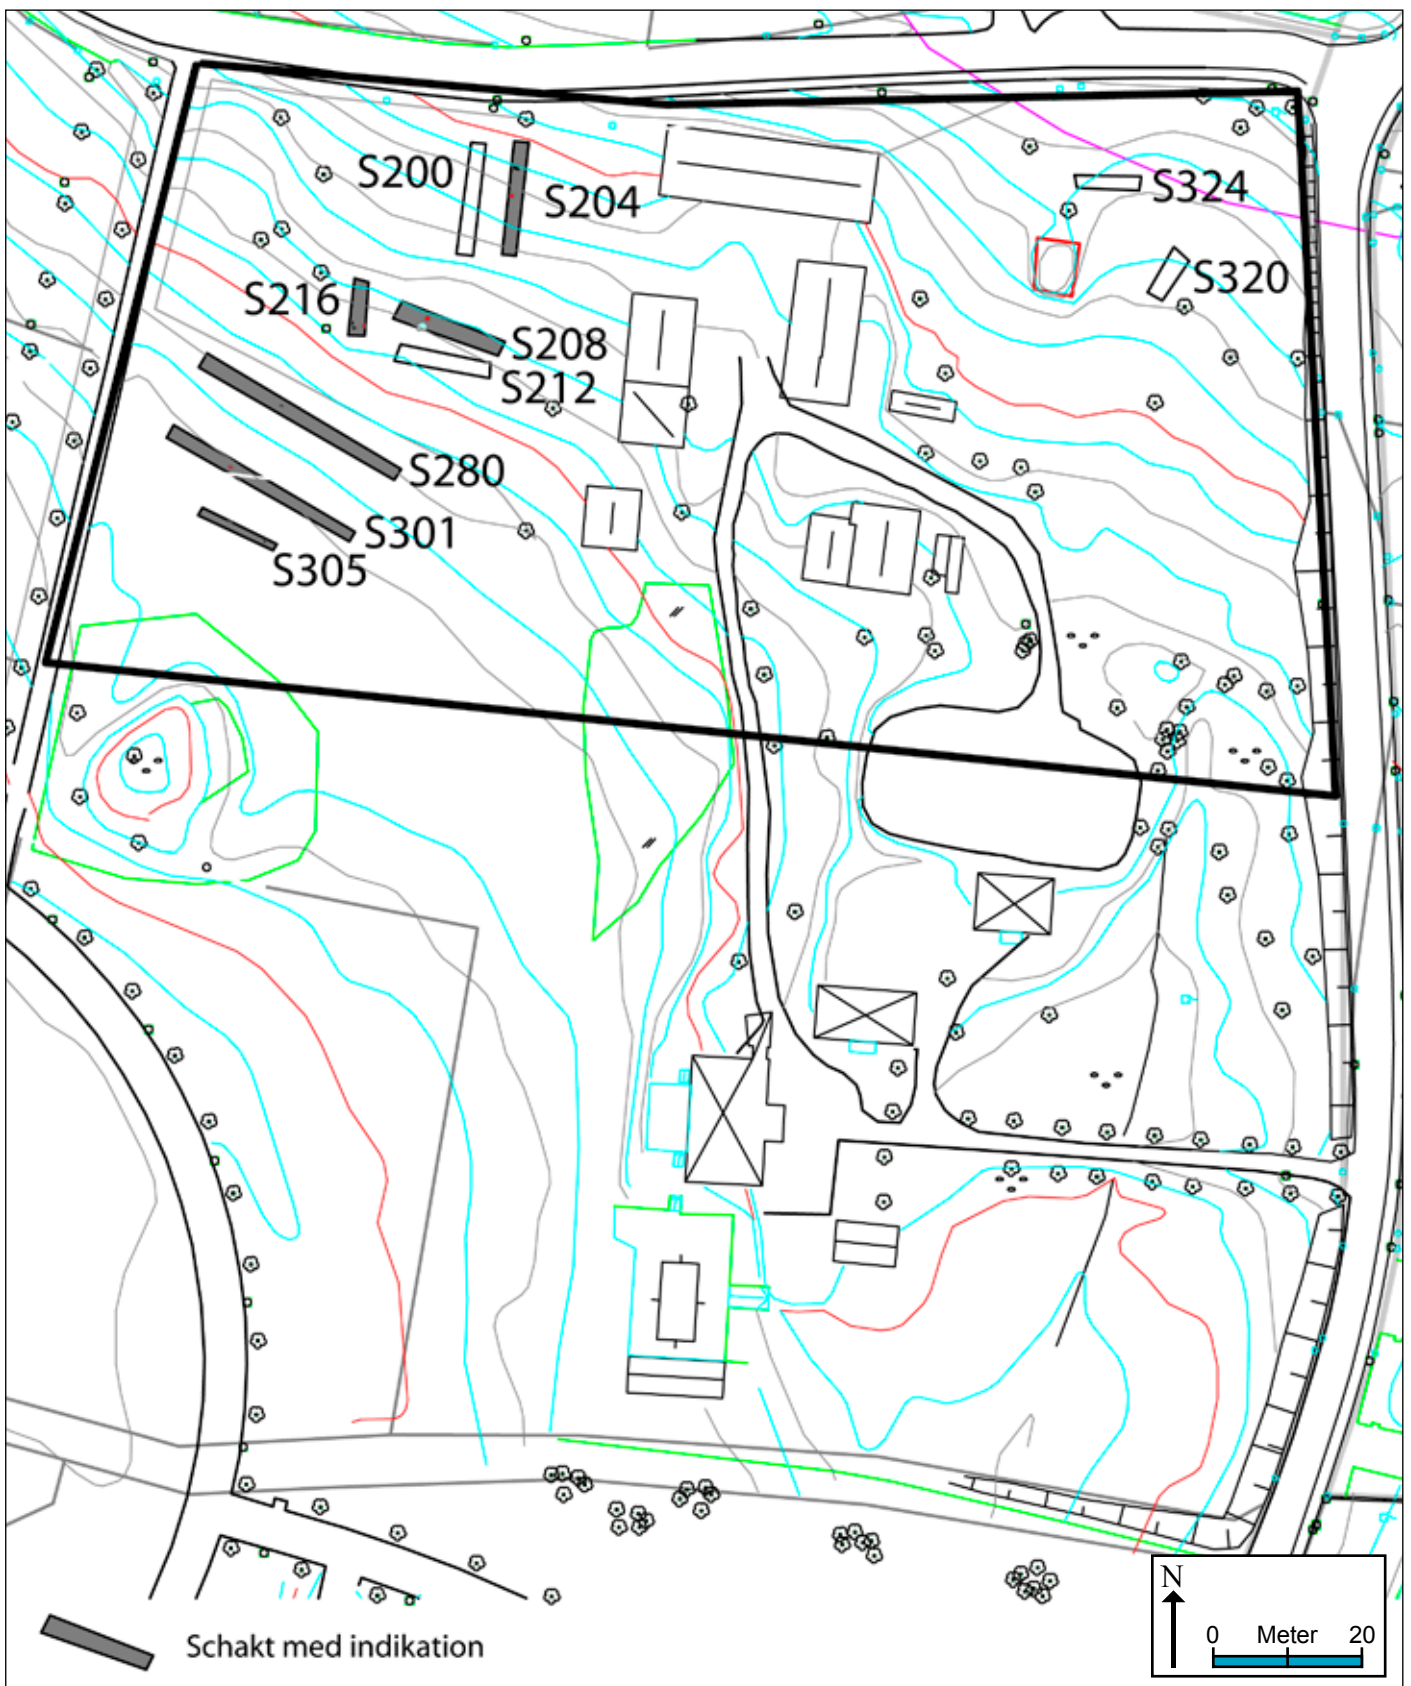 S200
S204
S324
S320
S216
S208
S212
S280
S301
S305
N
0 Meter 20
Schakt med indikation